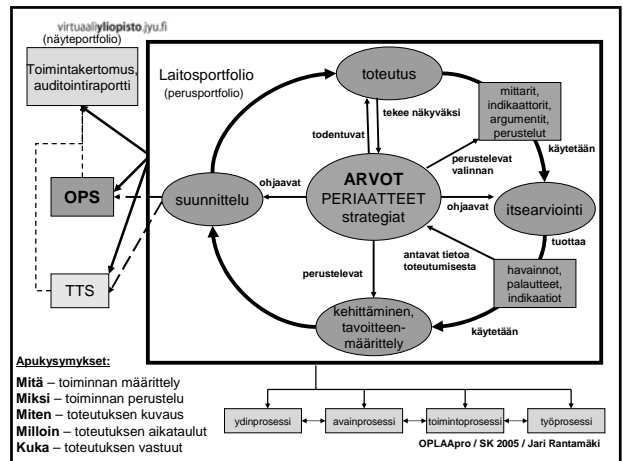 virtuaaliyliopisto.jyu.fi
(näyteportfolio)
Toimintakertomus,
auditointiraportti
Laitosportfolio
(perusportfolio)
toteutus
mittarit,
indikaattorit,
argumentit,
perustelut
tekee näkyväksi
todentuvat
käytetään
perustelevat
valinnan
OPS
suunnittelu
ohjaavat
ARVOT
PERIAATTEET
strategiat
ohjaavat
itsearviointi
tuottaa
antavat tietoa
toteutumisesta
TTS
perustelevat
havainnot,
palautteet,
indikaatiot
kehittäminen,
tavoitteen-
määrittely
käytetään
Apukysymykset:
Mitä – toiminnan määrittely
Miksi – toiminnan perustelu
Miten – toteutuksen kuvaus
Milloin – toteutuksen aikataulut
Kuka – toteutuksen vastuut
ydinprosessi
avainprosessi
toimintoprosessi
työprosessi
OPLAApro / SK 2005 / Jari Rantamäki